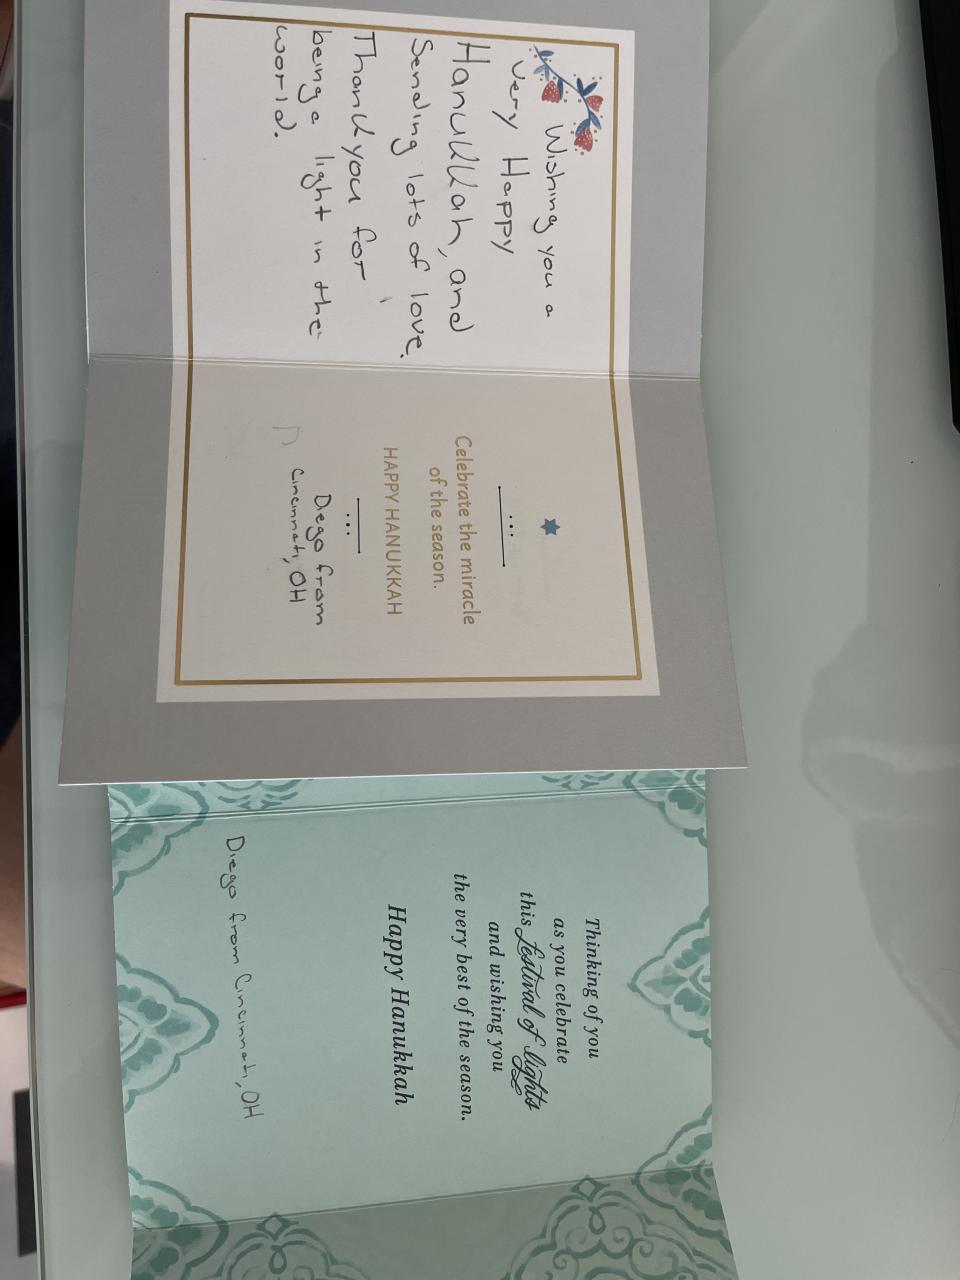 Wishing you a
very Happy
Hanukkah, and
Sending lots of love.
Thank you for
being a light in the
world.
Celebrate the miracle
of the season.
HAPPY HANUKKAH
Diego from
Cincinnati, OH
Thinking of you
as you celebrate
this festival of lights
and wishing you
the very best of the season.
Happy Hanukkah
Diego from Cincinnati, OH